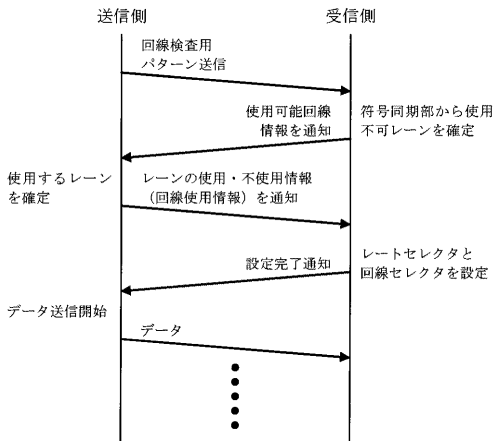 送信側
受信側
回線検査用
パターン送信
使用可能回線
情報を通知
符号同期部から使用
不可レーンを確定
使用するレーン
を確定
レーンの使用・不使用情報
（回線使用情報）を通知
設定完了通知
レートセレクタと
回線セレクタを設定
データ送信開始
データ